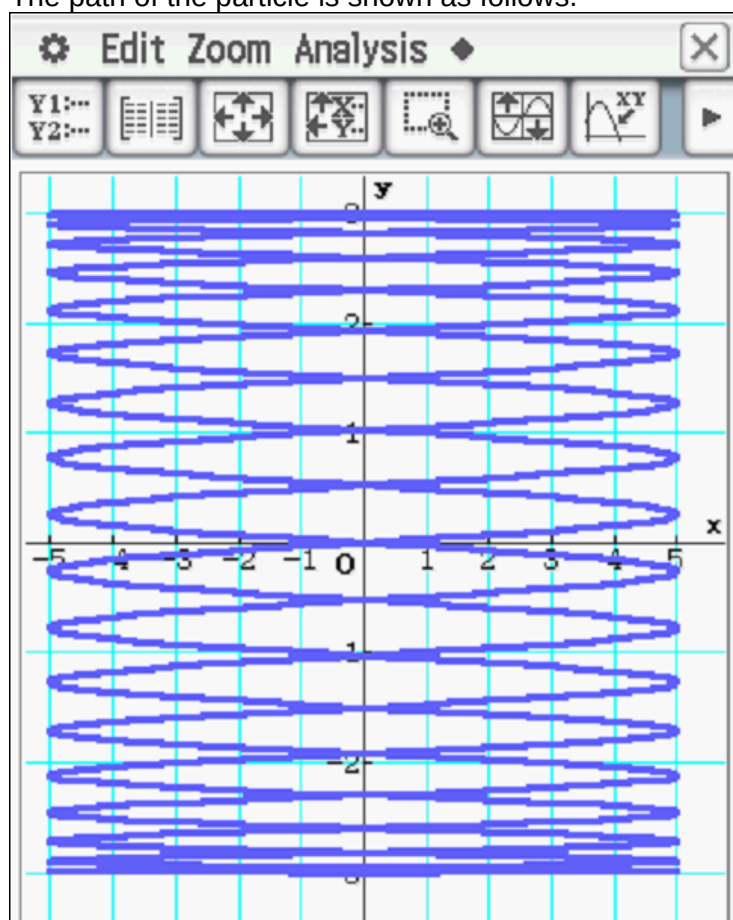 The path of the particle is shown as follows:
Edit Zoom Analysis
Y1:··· XY
Y2:···
y
2
1
x
-5 -4 -3 -2 -1 0 1 2 3 4 5
-1
-2